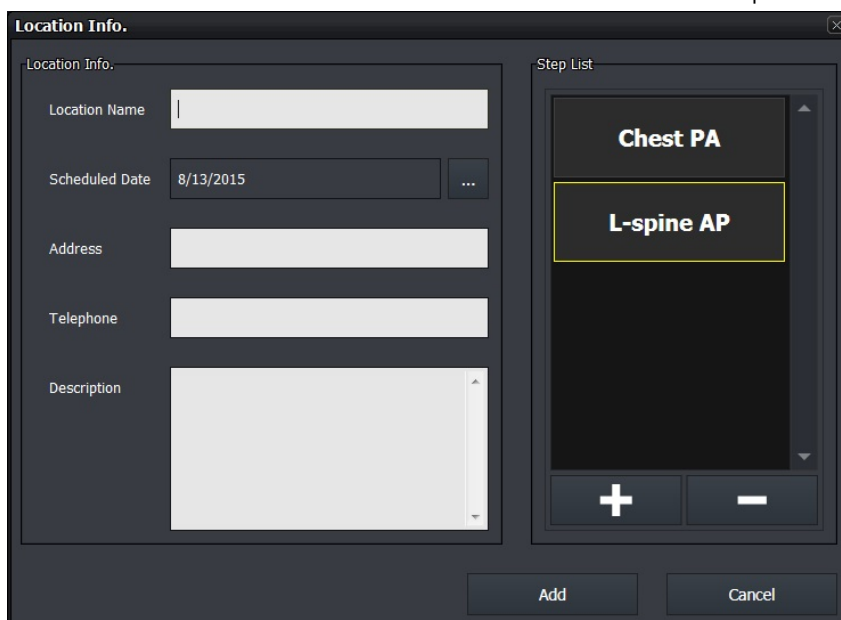 Location Info.
Location Info.
Location Name
Scheduled Date 8/13/2015 ...
Address
Telephone
Description
Step List
Chest PA
L-spine AP
Add Cancel